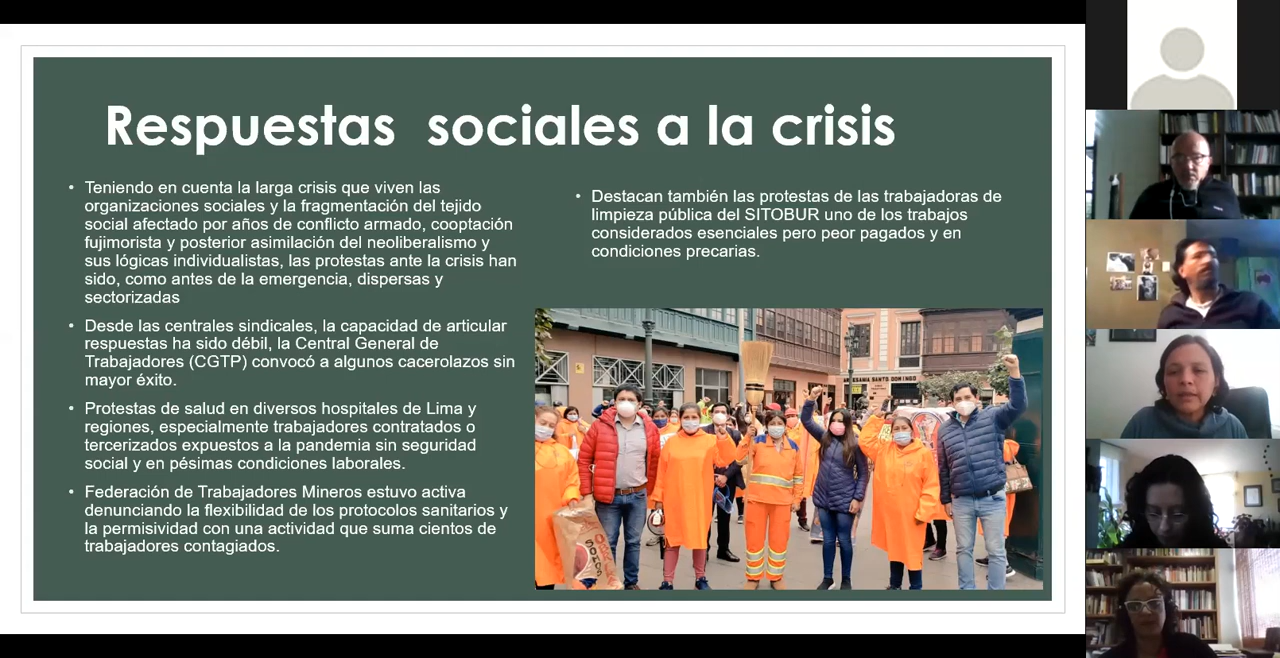 Respuestas sociales a la crisis
• Teniendo en cuenta la larga crisis que viven las
organizaciones sociales y la fragmentación del tejido
social afectado por años de conflicto armado, cooptación
fujimorista y posterior asimilación del neoliberalismo y
sus lógicas individualistas, las protestas ante la crisis han
sido, como antes de la emergencia, dispersas y
sectorizadas
• Desde las centrales sindicales, la capacidad de articular
respuestas ha sido débil, la Central General de
Trabajadores (CGTP) convocó a algunos cacerolazos sin
mayor éxito.
• Protestas de salud en diversos hospitales de Lima y
regiones, especialmente trabajadores contratados o
tercerizados expuestos a la pandemia sin seguridad
social y en pésimas condiciones laborales.
• Federación de Trabajadores Mineros estuvo activa
denunciando la flexibilidad de los protocolos sanitarios y
la permisividad con una actividad que suma cientos de
trabajadores contagiados.
• Destacan también las protestas de las trabajadoras de
limpieza pública del SITOBUR uno de los trabajos
considerados esenciales pero peor pagados y en
condiciones precarias.
ARTESANIA SANTO DOMINGO
SOMOS